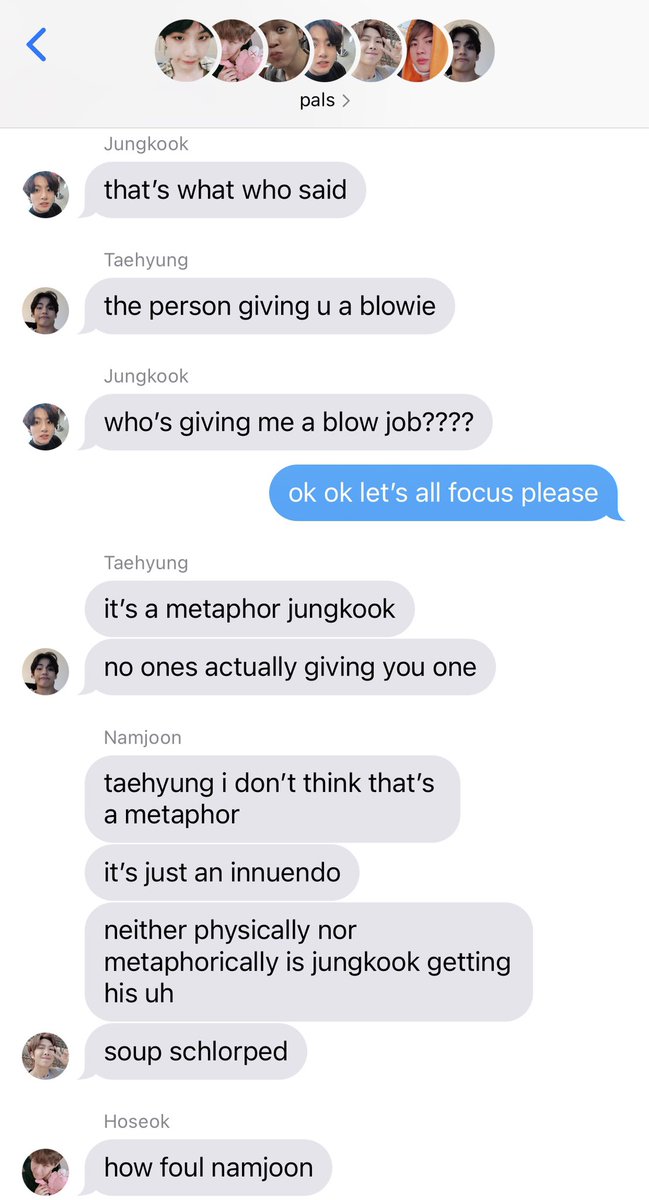 pals
Jungkook
that’s what who said
Taehyung
the person giving u a blowie
Jungkook
who’s giving me a blow job????
ok ok let’s all focus please
Taehyung
it’s a metaphor jungkook
no ones actually giving you one
Namjoon
taehyung i don’t think that’s
a metaphor
it’s just an innuendo
neither physically nor
metaphorically is jungkook getting
his uh
soup schlorped
Hoseok
how foul namjoon